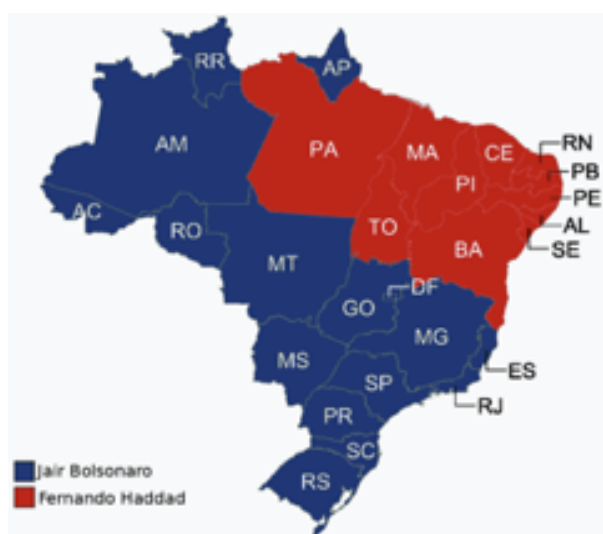 RR
AP
AM
PA
MA
CE
RN
PB
PI
PE
AC
RO
TO
AL
SE
BA
MT
DF
GO
MG
MS
ES
SP
RJ
PR
SC
RS
Jair Bolsonaro
Fernando Haddad